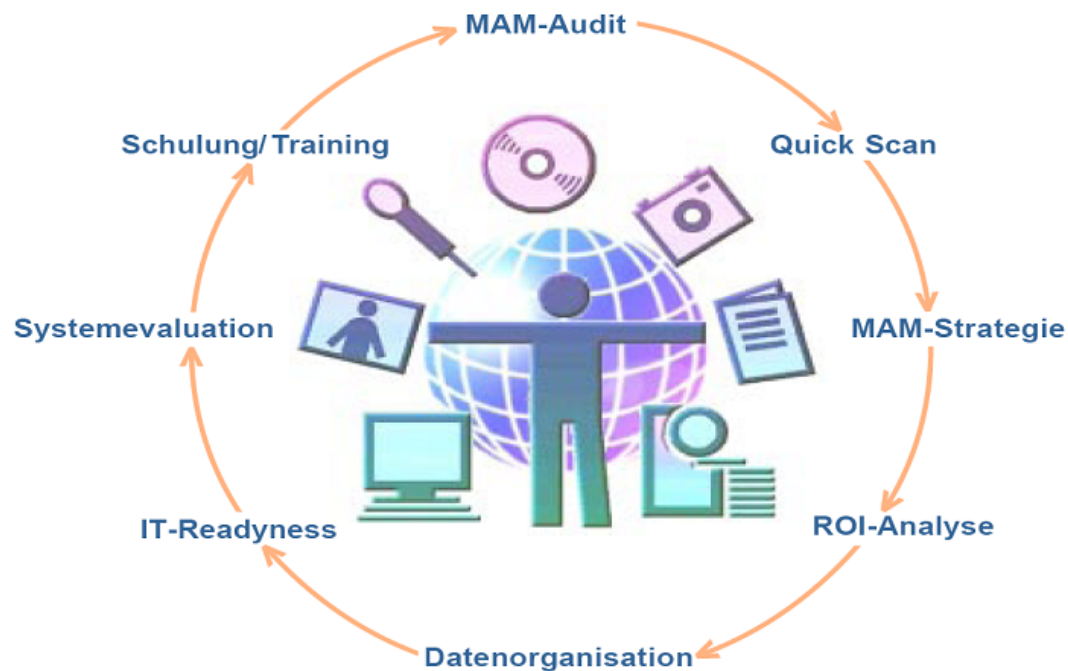 MAM-Audit
Quick Scan
MAM-Strategie
ROI-Analyse
Datenorganisation
IT-Readyness
Systemevaluation
Schulung/ Training